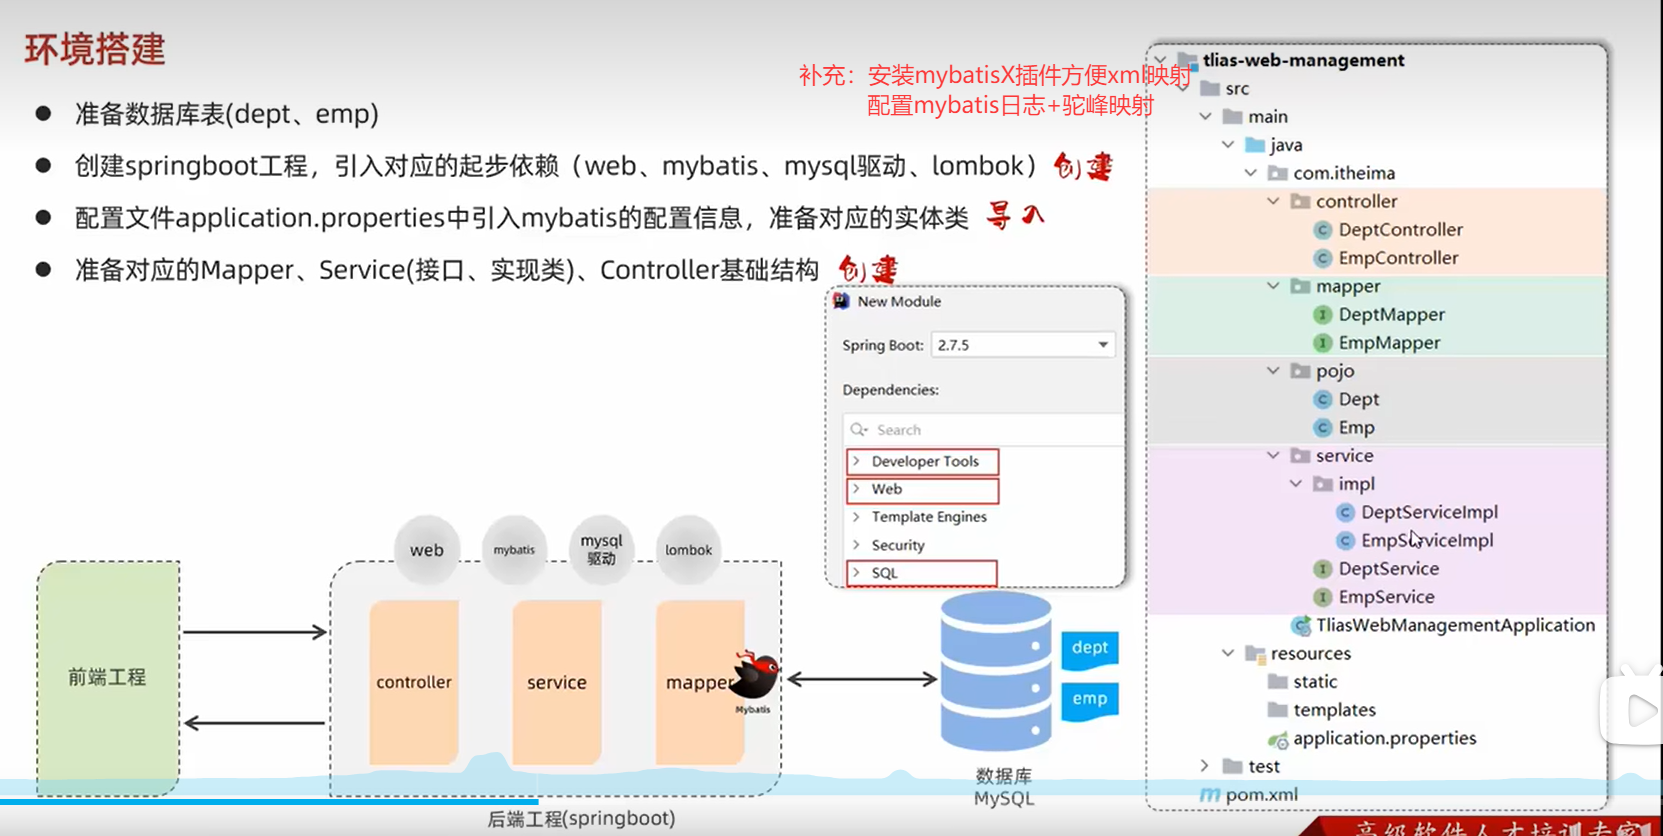 环境搭建
补充：安装mybatisX插件方便xml映射
配置mybatis日志+驼峰映射
准备数据库表(dept、emp)
创建springboot工程，引入对应的起步依赖（web、mybatis、mysql驱动、lombok）创建
配置文件application.properties中引入mybatis的配置信息，准备对应的实体类 导入
准备对应的Mapper、Service(接口、实现类)、Controller基础结构 创建
New Module
Spring Boot: 2.7.5
Dependencies:
Search
Developer Tools
Web
Template Engines
Security
SQL
web
mybatis
mysql
驱动
lombok
前端工程
controller
service
mapper
Mybatis
dept
emp
数据库
MySQL
后端工程(springboot)
tlias-web-management
src
main
java
com.itheima
controller
DeptController
EmpController
mapper
DeptMapper
EmpMapper
pojo
Dept
Emp
service
impl
DeptServiceImpl
EmpServiceImpl
DeptService
EmpService
TliasWebManagementApplication
resources
static
templates
application.properties
test
pom.xml
高级软件人才培训专家